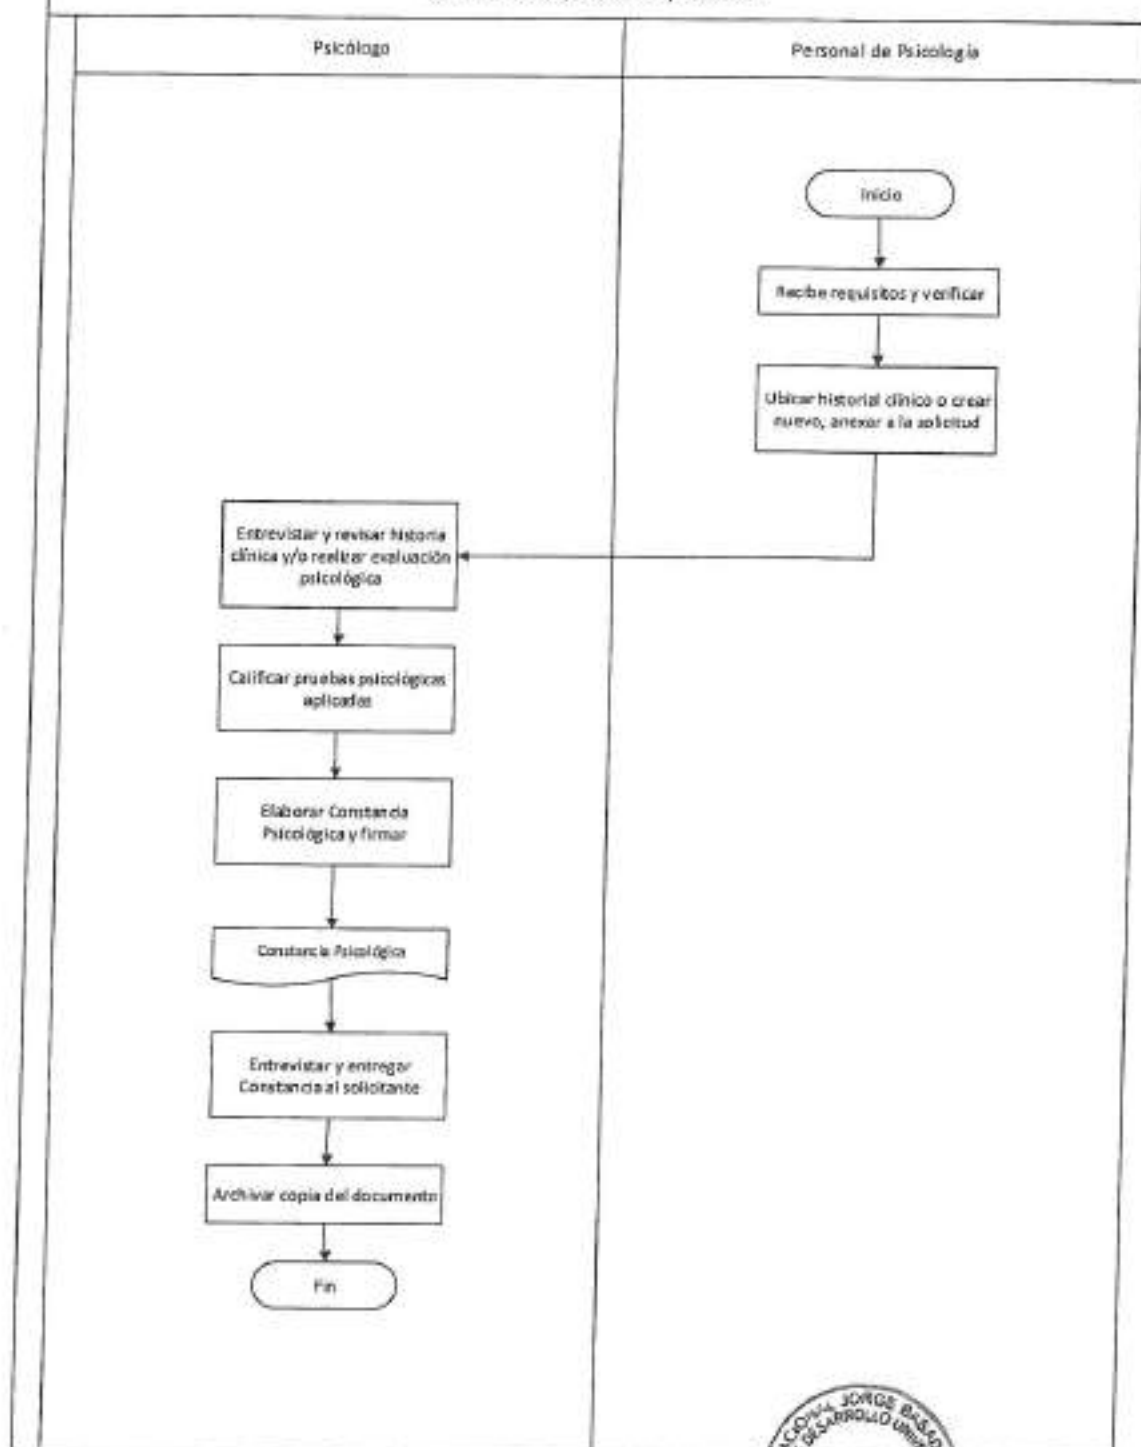 Psicólogo
Personal de Psicología
Inicio
Recibe requisitos y verificar
Ubicar historial clínico o crear
nuevo, anexar a la solicitud
Entrevistar y revisar historia
clínica y/o realizar evaluación
psicológica
Calificar pruebas psicológicas
aplicadas
Elaborar Constancia
Psicológica y firmar
Constancia Psicológica
Entrevistar y entregar
Constancia al solicitante
Archivar copia del documento
Fin
JORGE
DESARROLLO